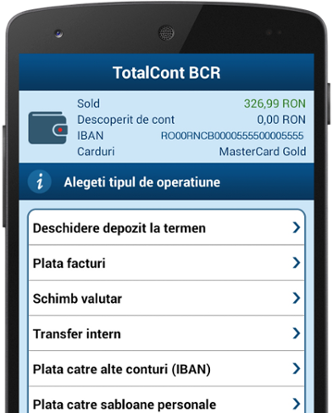 TotalCont BCR
Sold 326,99 RON
Descoperit de cont 0,00 RON
IBAN RO00RNCB0000555500005555
Carduri MasterCard Gold
i Alegeti tipul de operatiune
Deschidere depozit la termen
Plata facturi
Schimb valutar
Transfer intern
Plata catre alte conturi (IBAN)
Plata catre sabloane personale